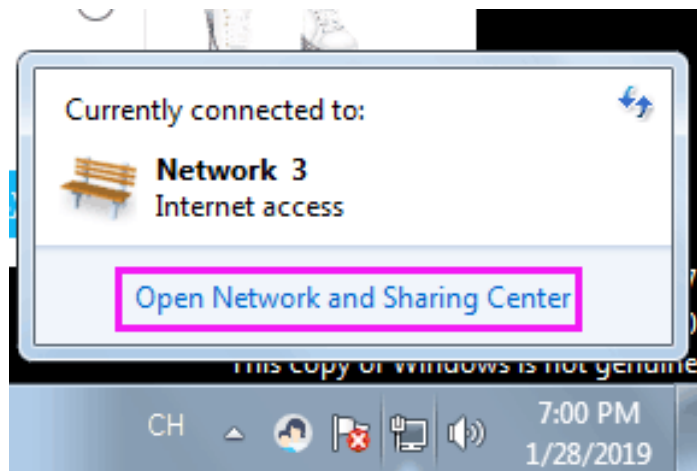 Currently connected to:
Network 3
Internet access
Open Network and Sharing Center
This copy of Windows is not genuine
CH
7:00 PM
1/28/2019